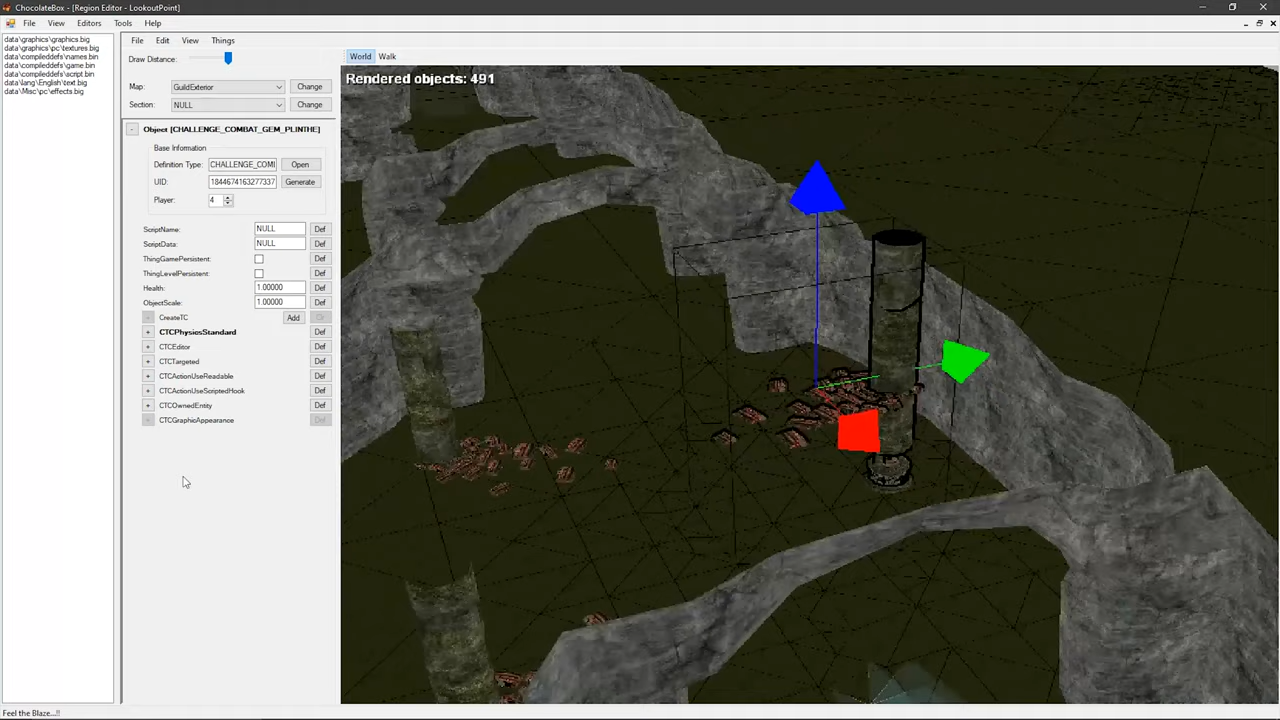 ChocolateBox - [Region Editor - LookoutPoint]
File View Editors Tools Help
data\graphics\graphics.big
data\graphics\pc\textures.big
data\compileddefs\names.bin
data\compileddefs\game.bin
data\compileddefs\script.bin
data\lang\English\text.big
data\Misc\pc\effects.big
File Edit View Things
Draw Distance:
Map: GuildExterior Change
Section: NULL Change
World Walk
Rendered objects: 491
- Object [CHALLENGE_COMBAT_GEM_PLINTHE]
Base Information
Definition Type: CHALLENGE_COMI Open
UID: 1844674163277337 Generate
Player: 4
ScriptName: NULL Def
ScriptData: NULL Def
ThingGamePersistent: Def
ThingLevelPersistent: Def
Health: 1.00000 Def
ObjectScale: 1.00000 Def
- CreateTC Add
+ CTCPhysicsStandard Def
+ CTCEditor Def
+ CTCTargeted Def
+ CTCActionUseReadable Def
+ CTCActionUseScriptedHook Def
+ CTCOwnedEntity Def
- CTCGraphicAppearance Def
Feel the Blaze...!!